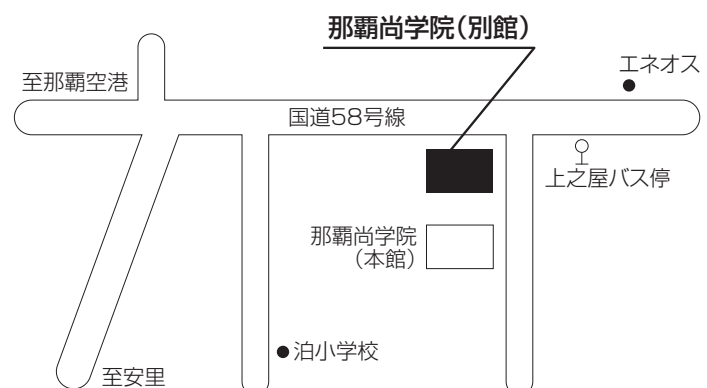 那覇尚学院(別館)
エネオス
至那覇空港
国道58号線
上之屋バス停
那覇尚学院
(本館)
泊小学校
至安里